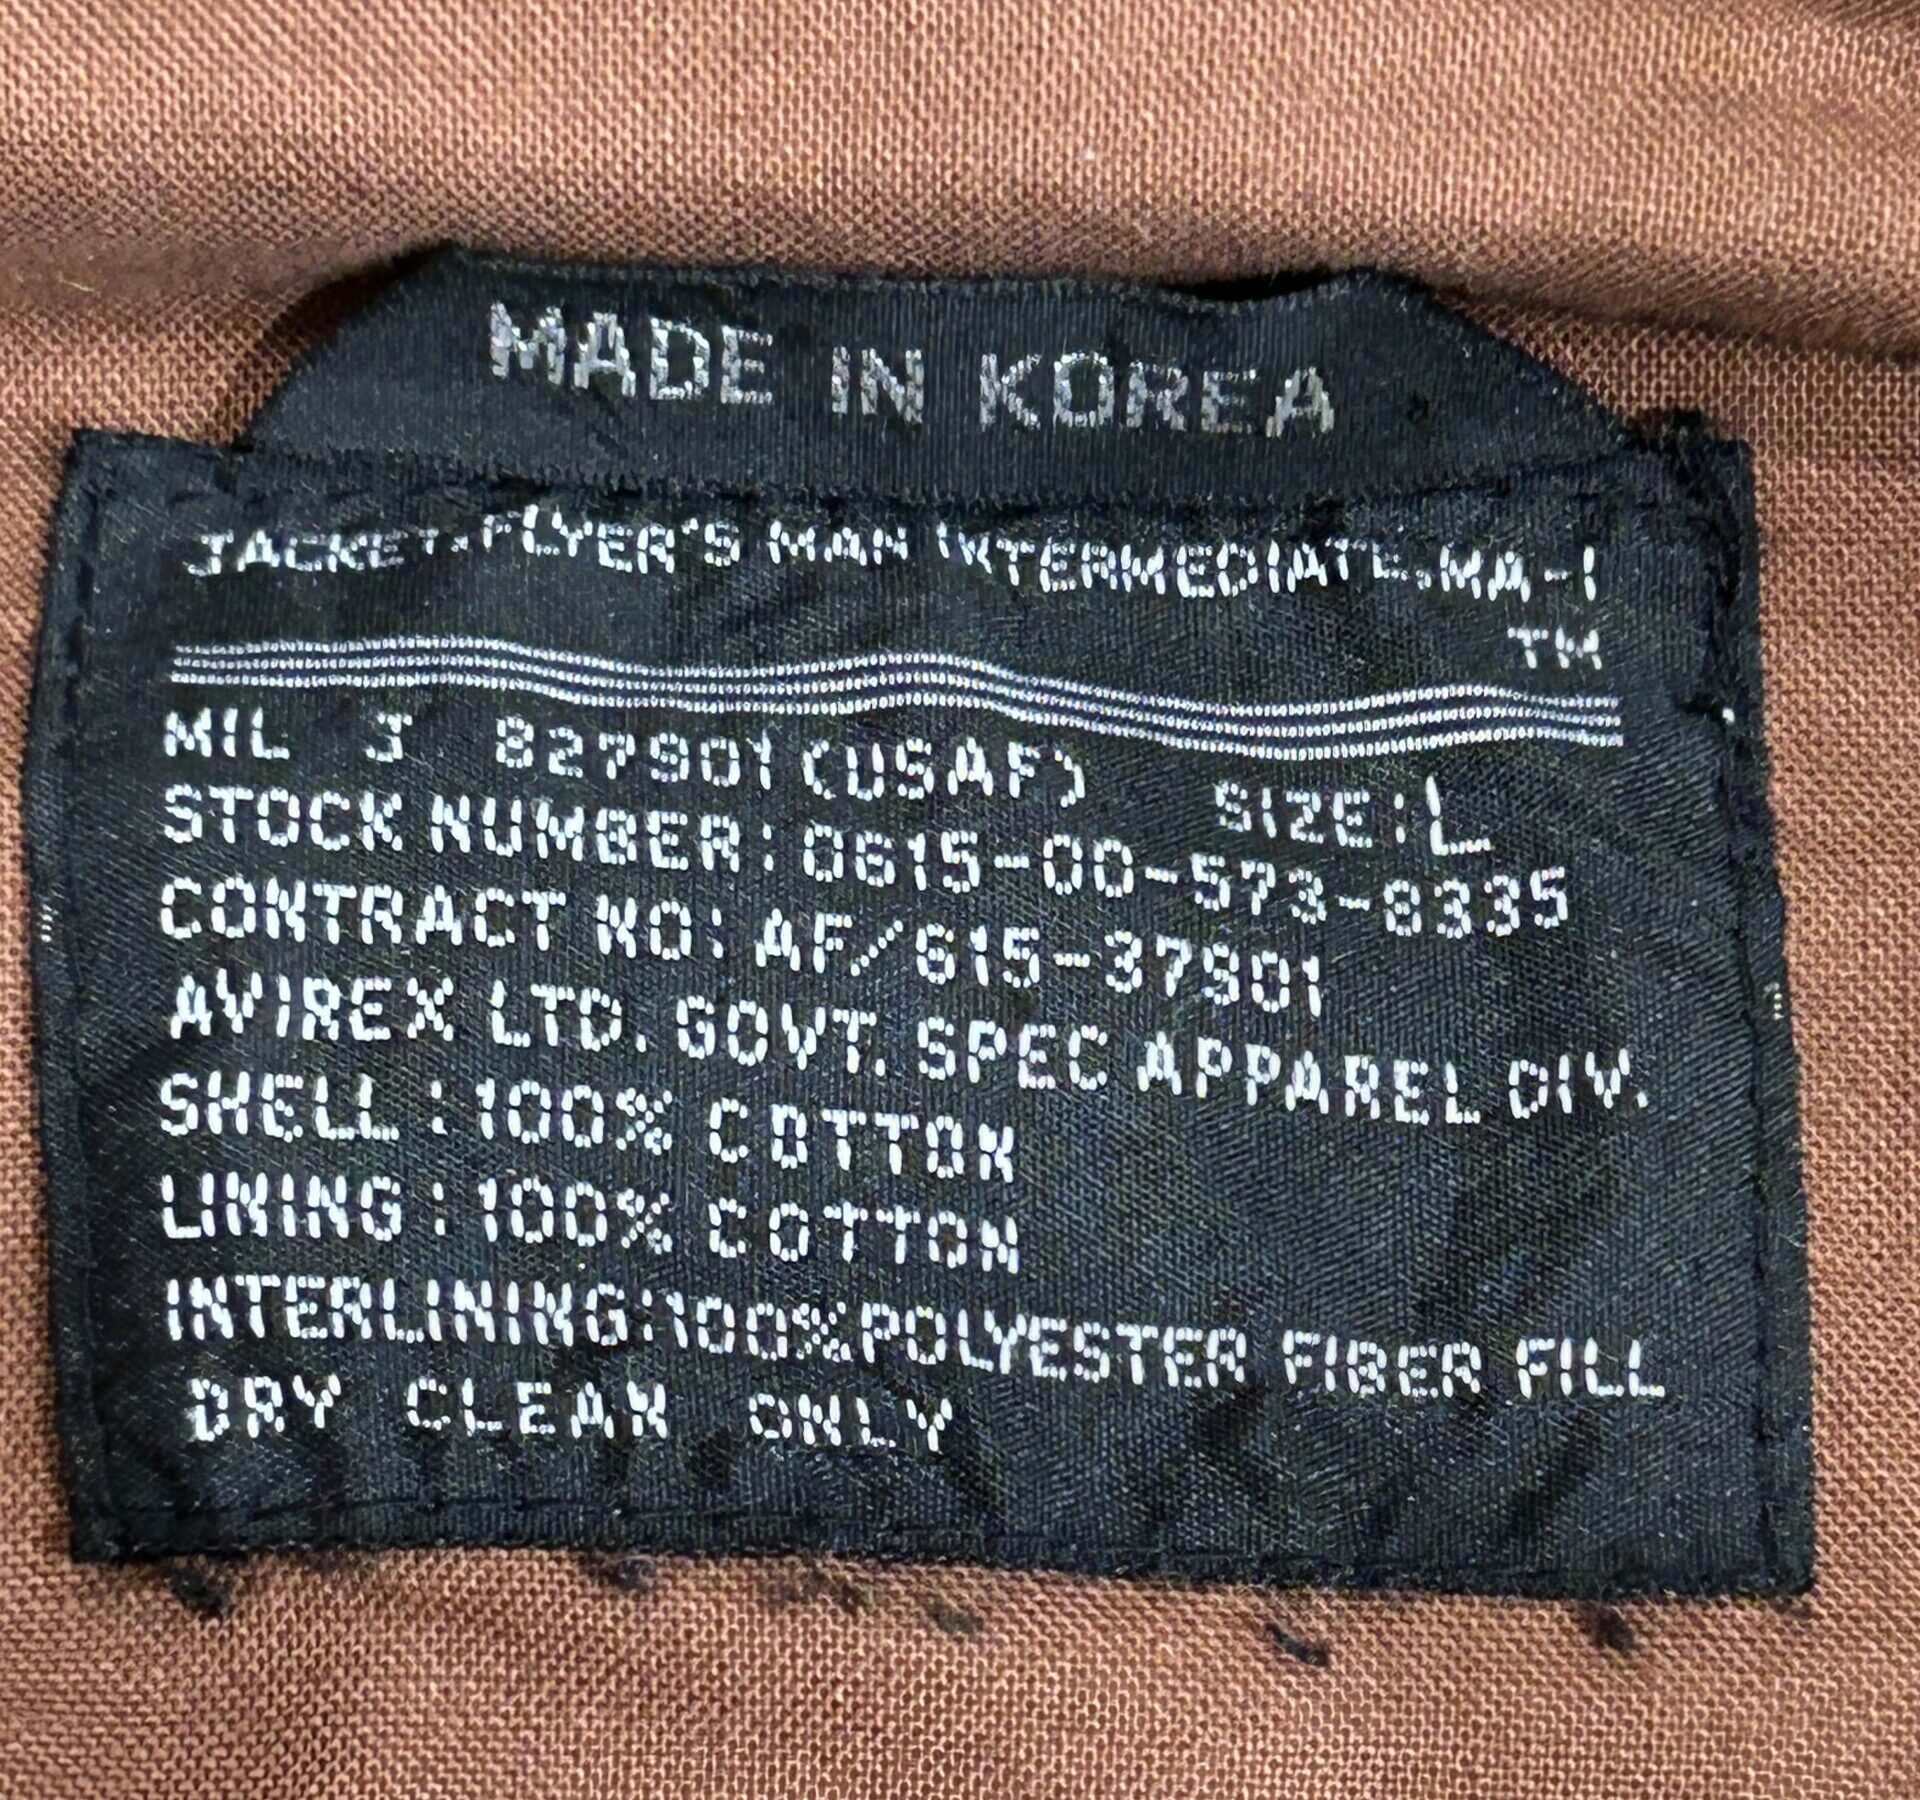 MADE IN KOREA
JACKET.FLYER'S MAN INTERMEDIATE.MA-1
TM
MIL J 827901(USAF) SIZE:L
STOCK NUMBER:0615-00-573-8335
CONTRACT NO: AF/615-37901
AVIREX LTD. GOVT. SPEC APPAREL DIV.
SHELL : 100% COTTON
LINING : 100% COTTON
INTERLINING:100%POLYESTER FIBER FILL
DRY CLEAN ONLY